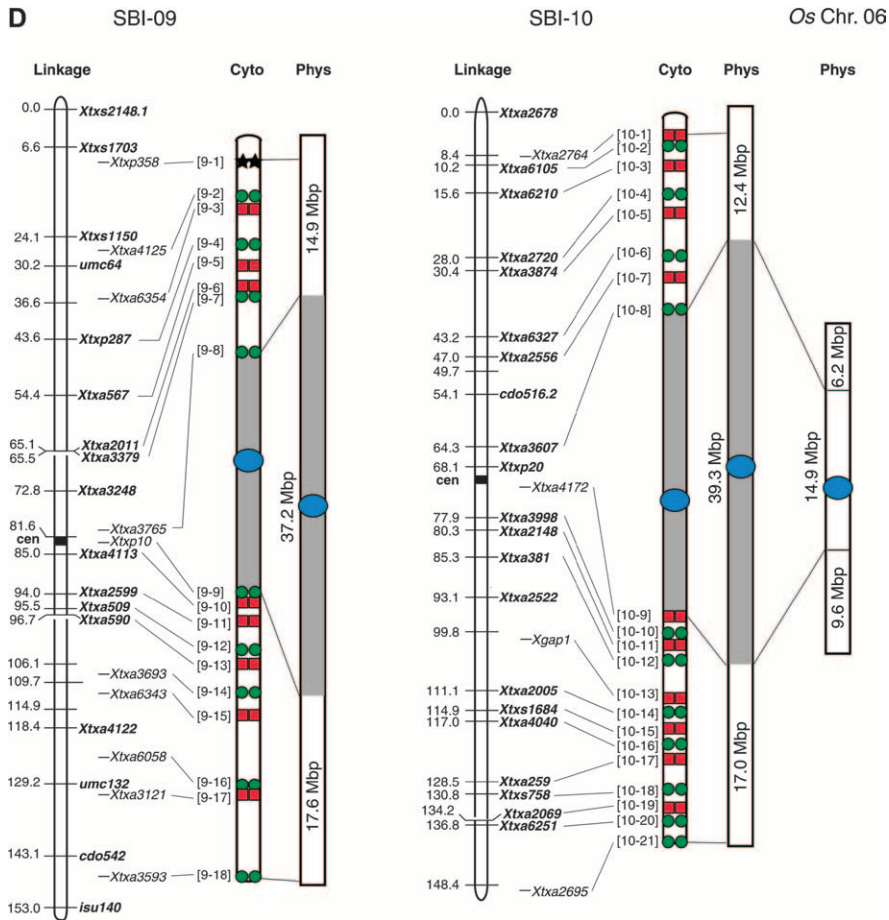 D
SBI-09
SBI-10
Os Chr. 06
Linkage
Cyto
Phys
Linkage
Cyto
Phys
Phys
0.0 Xtxs2148.1
6.6 Xtxs1703
Xtxp358 [9-1]
[9-2]
[9-3]
24.1 Xtxs1150
Xtxa4125 [9-4]
30.2 umc64
[9-5]
Xtxa6354 [9-6]
36.6
[9-7]
43.6 Xtxp287
[9-8]
54.4 Xtxa567
65.1 Xtxa2011
65.5 Xtxa3379
72.8 Xtxa3248
81.6 Xtxa3765
cen Xtxp10
85.0 Xtxa4113
94.0 Xtxa2599 [9-9]
95.5 Xtxa509 [9-10]
96.7 Xtxa590 [9-11]
[9-12]
106.1 [9-13]
Xtxa3693 [9-14]
109.7
Xtxa6343 [9-15]
114.9
118.4 Xtxa4122
Xtxa6058
129.2 umc132 [9-16]
Xtxa3121 [9-17]
143.1 cdo542
Xtxa3593 [9-18]
153.0 isu140
14.9 Mbp
37.2 Mbp
17.6 Mbp
0.0 Xtxa2678
[10-1]
8.4 Xtxa2764 [10-2]
10.2 Xtxa6105 [10-3]
15.6 Xtxa6210 [10-4]
[10-5]
28.0 Xtxa2720 [10-6]
30.4 Xtxa3874 [10-7]
[10-8]
43.2 Xtxa6327
47.0 Xtxa2556
49.7
54.1 cdo516.2
64.3 Xtxa3607
68.1 Xtxp20
cen Xtxa4172
77.9 Xtxa3998
80.3 Xtxa2148
85.3 Xtxa381
93.1 Xtxa2522
[10-9]
99.8 [10-10]
Xgap1 [10-11]
[10-12]
111.1 Xtxa2005 [10-13]
114.9 Xtxs1684 [10-14]
117.0 Xtxa4040 [10-15]
[10-16]
[10-17]
128.5 Xtxa259
130.8 Xtxs758 [10-18]
134.2 Xtxa2069 [10-19]
136.8 Xtxa6251 [10-20]
[10-21]
148.4 Xtxa2695
12.4 Mbp
39.3 Mbp
17.0 Mbp
6.2 Mbp
14.9 Mbp
9.6 Mbp